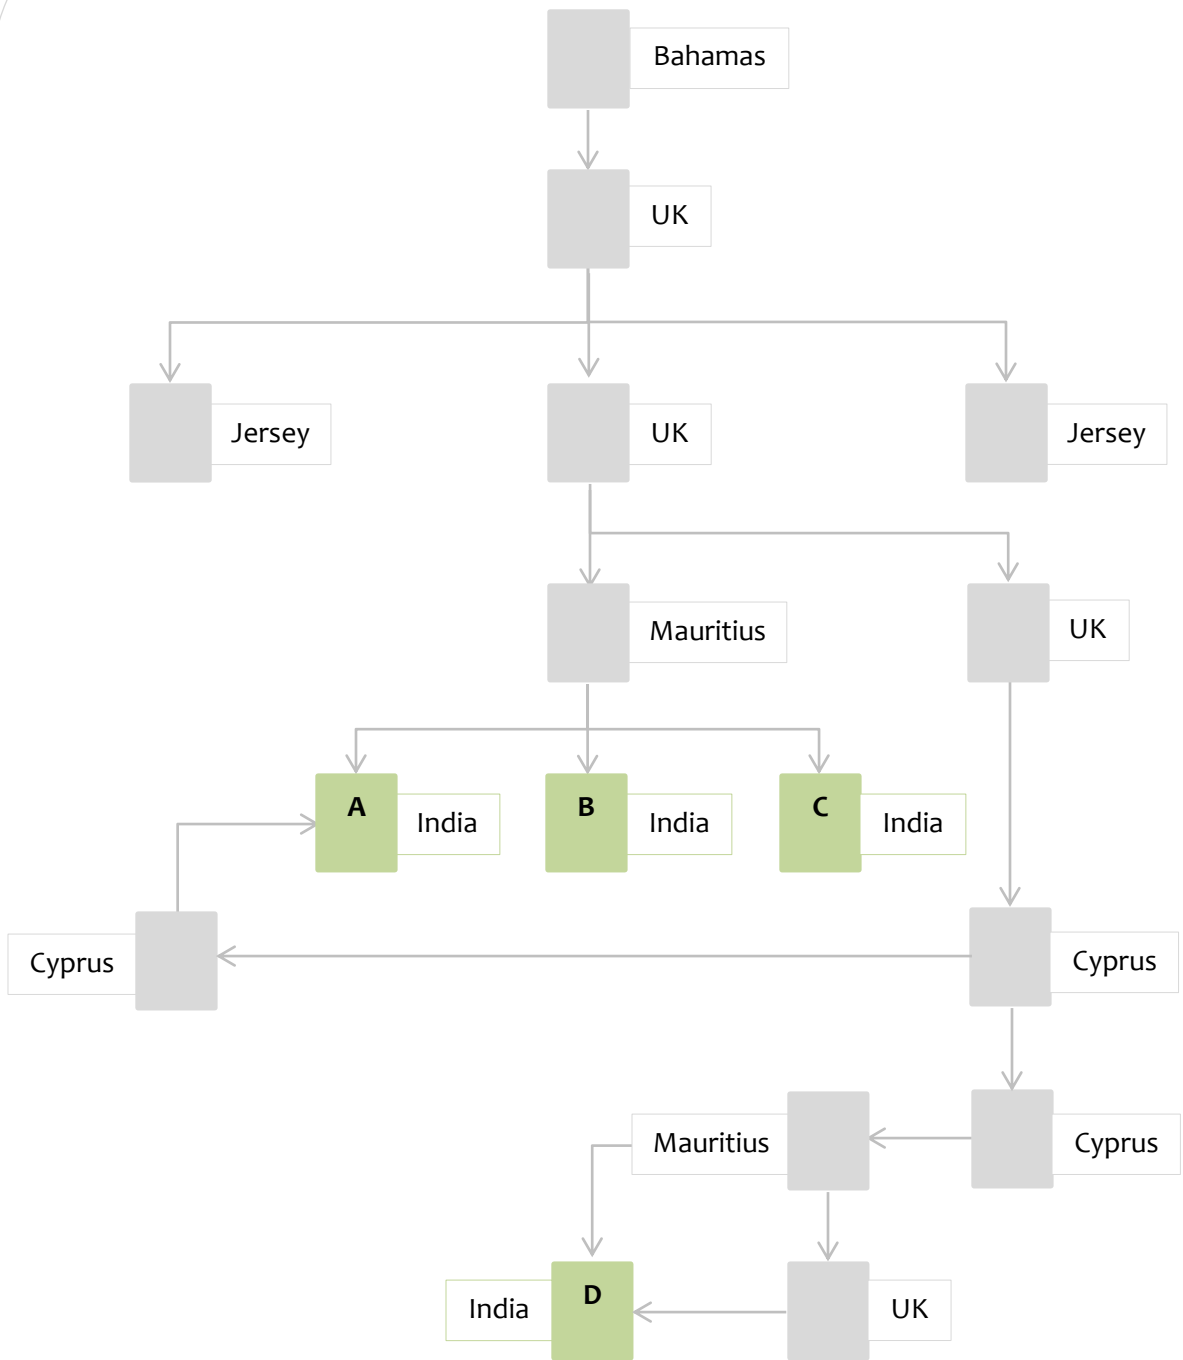 Bahamas
UK
Jersey
UK
Jersey
Mauritius
UK
A
India
B
India
C
India
Cyprus
Cyprus
Mauritius
Cyprus
India
D
UK